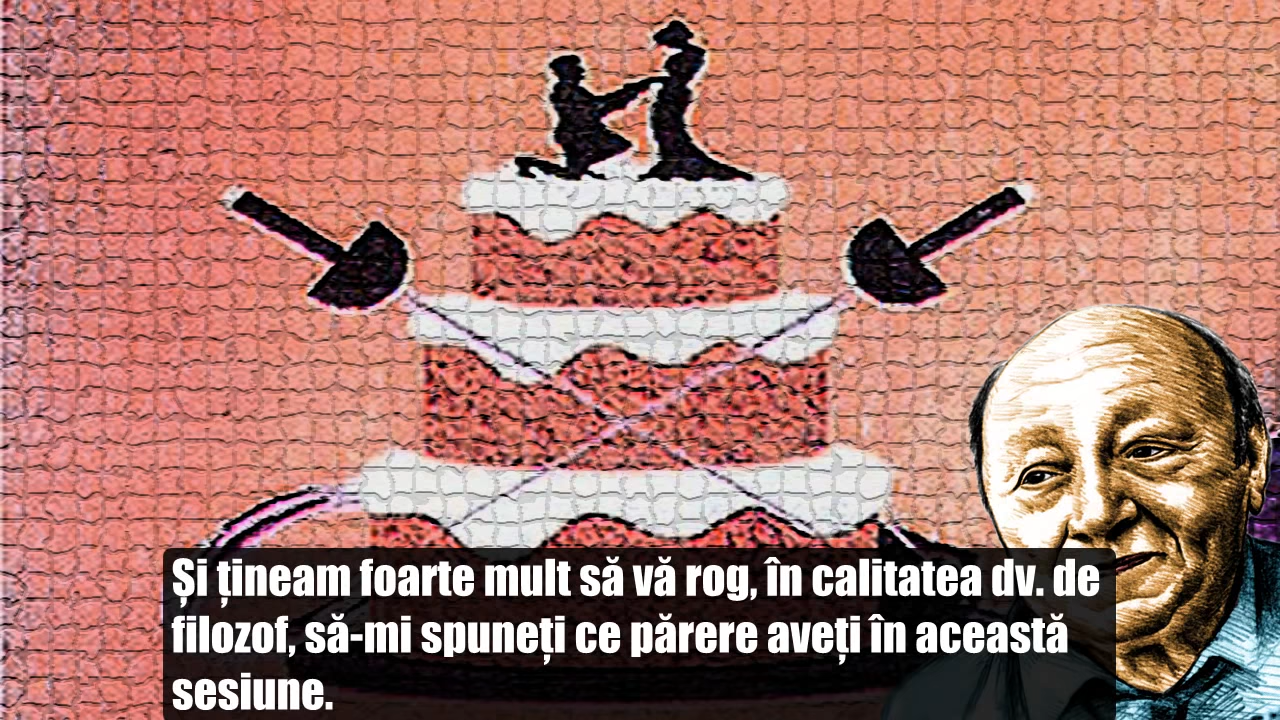 Și țineam foarte mult să vă rog, în calitatea dv. de
filozof, să-mi spuneți ce părere aveți în această
sesiune.